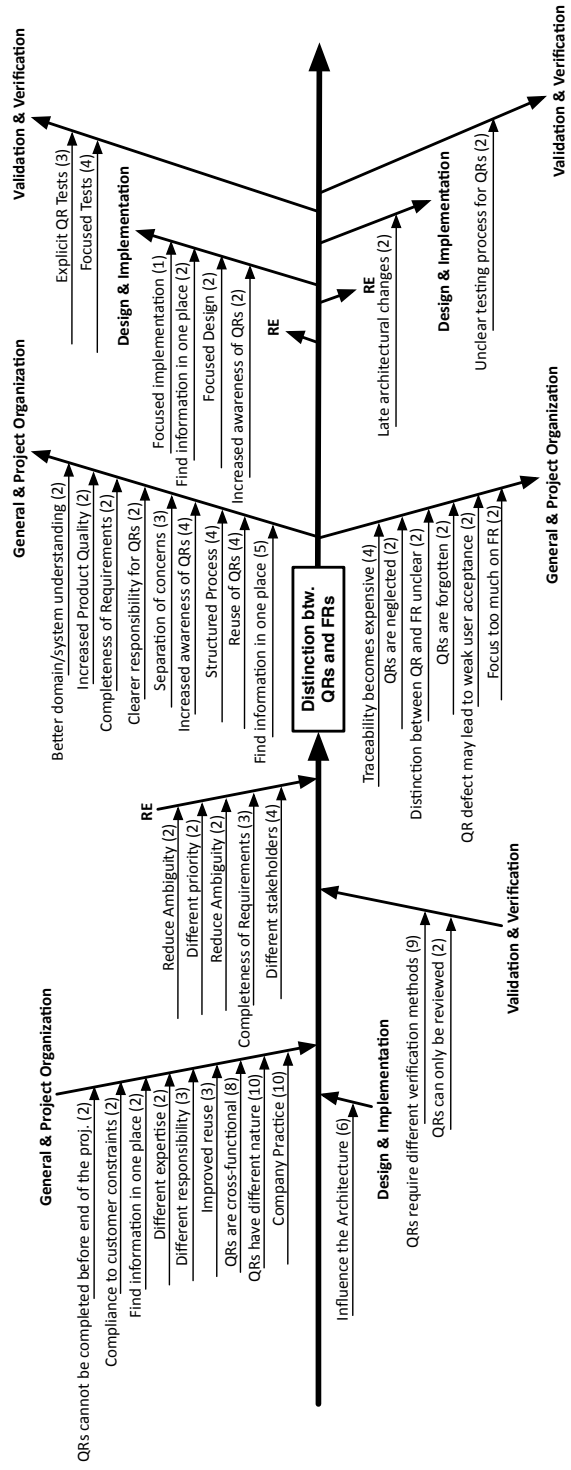 General & Project Organization
QRs cannot be completed before end of the proj. (2)
Compliance to customer constraints (2)
Find information in one place (2)
Different expertise (2)
Different responsibility (3)
Improved reuse (3)
QRs are cross-functional (8)
QRs have different nature (10)
Company Practice (10)
RE
Reduce Ambiguity (2)
Different priority (2)
Reduce Ambiguity (2)
Completeness of Requirements (3)
Different stakeholders (4)
Influence the Architecture (6)
Design & Implementation
QRs require different verification methods (9)
QRs can only be reviewed (2)
Validation & Verification
Distinction btw.
QRs and FRs
General & Project Organization
Better domain/system understanding (2)
Increased Product Quality (2)
Completeness of Requirements (2)
Clearer responsibility for QRs (2)
Separation of concerns (3)
Increased awareness of QRs (4)
Structured Process (4)
Reuse of QRs (4)
Find information in one place (5)
RE
Design & Implementation
Focused implementation (1)
Find information in one place (2)
Focused Design (2)
Increased awareness of QRs (2)
Validation & Verification
Explicit QR Tests (3)
Focused Tests (4)
Traceability becomes expensive (4)
QRs are neglected (2)
Distinction between QR and FR unclear (2)
QRs are forgotten (2)
QR defect may lead to weak user acceptance (2)
Focus too much on FR (2)
General & Project Organization
RE
Late architectural changes (2)
Design & Implementation
Unclear testing process for QRs (2)
Validation & Verification